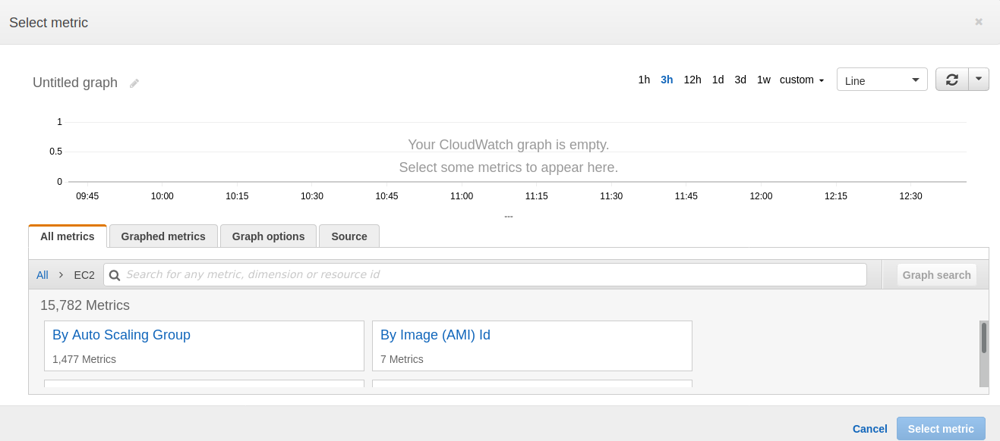 Select metric
Untitled graph
1h 3h 12h 1d 3d 1w custom Line
1
Your CloudWatch graph is empty.
0.5
Select some metrics to appear here.
0
09:45 10:00 10:15 10:30 10:45 11:00 11:15 11:30 11:45 12:00 12:15 12:30
All metrics Graphed metrics Graph options Source
All > EC2 Search for any metric, dimension or resource id Graph search
15,782 Metrics
By Auto Scaling Group By Image (AMI) Id
1,477 Metrics 7 Metrics
Cancel Select metric